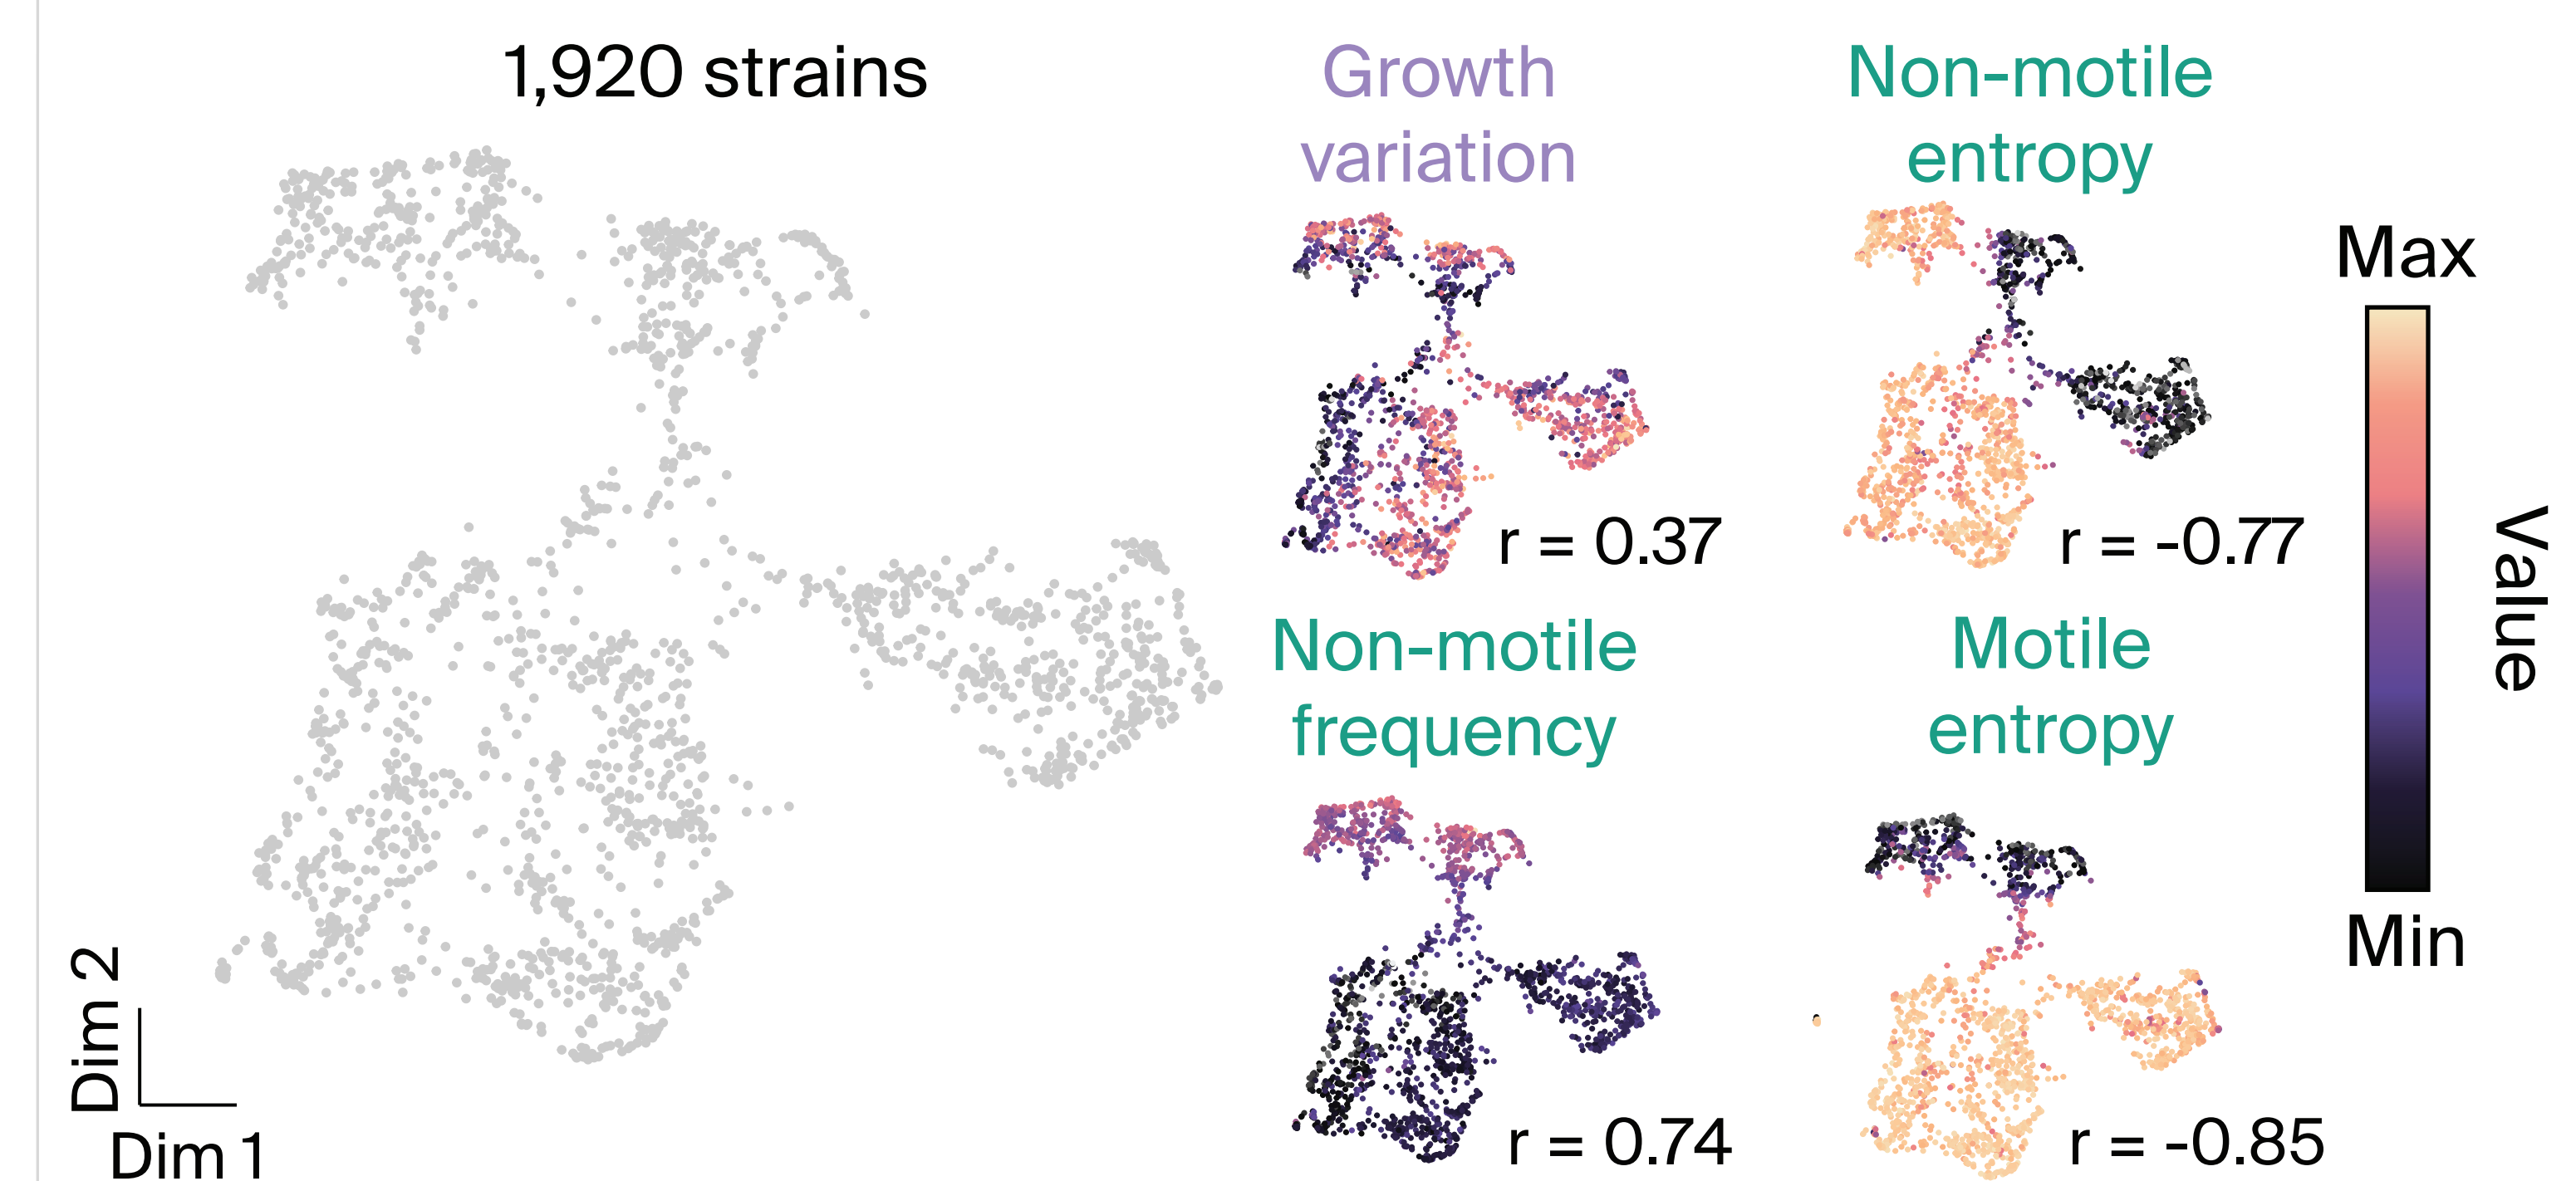 1,920 strains
Dim 2
Dim 1
Growth
variation
r = 0.37
Non-motile
entropy
r = -0.77
Non-motile
frequency
r = 0.74
Motile
entropy
r = -0.85
Max
Value
Min